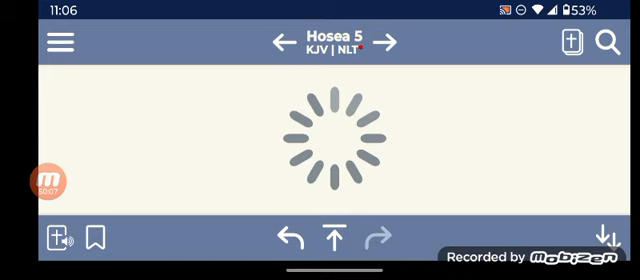 11:06
53%
Hosea 5
KJV | NLT
50:07
Recorded by Mobizen